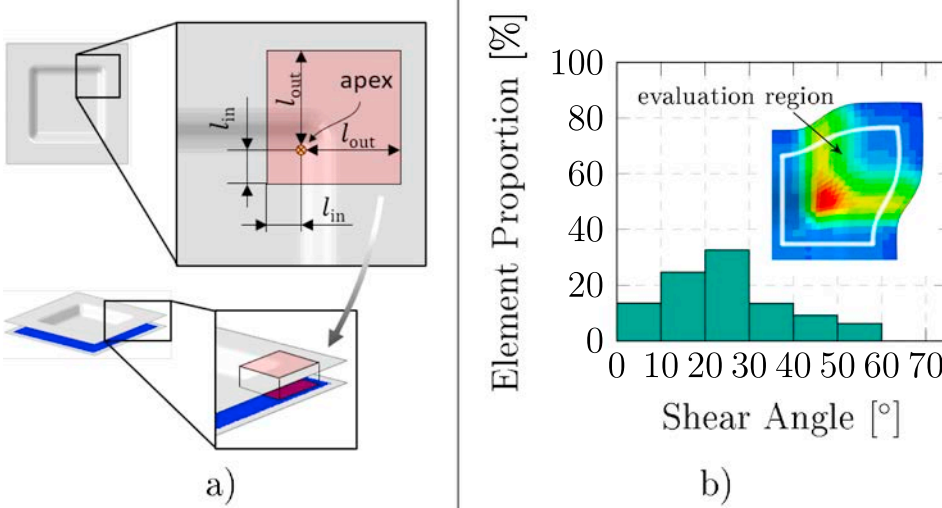 l_out
apex
l_in
l_out
l_in
a)
Element Proportion [%]
100
80
60
40
20
0
evaluation region
0 10 20 30 40 50 60 70
Shear Angle [°]
b)